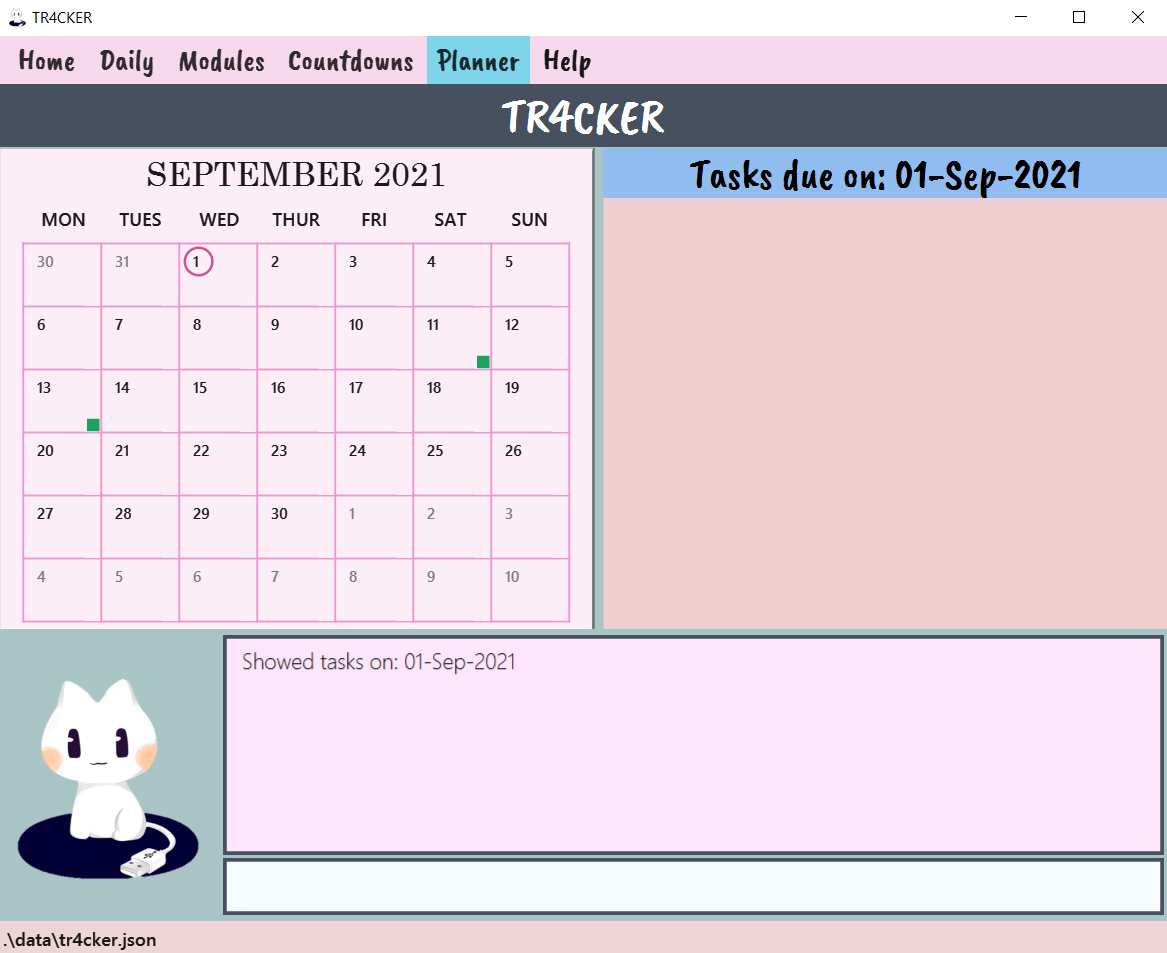 TR4CKER
Home Daily Modules Countdowns Planner Help
TR4CKER
SEPTEMBER 2021
MON TUES WED THUR FRI SAT SUN
30 31 1 2 3 4 5
6 7 8 9 10 11 12
13 14 15 16 17 18 19
20 21 22 23 24 25 26
27 28 29 30 1 2 3
4 5 6 7 8 9 10
Tasks due on: 01-Sep-2021
Showed tasks on: 01-Sep-2021
.\data\tr4cker.json